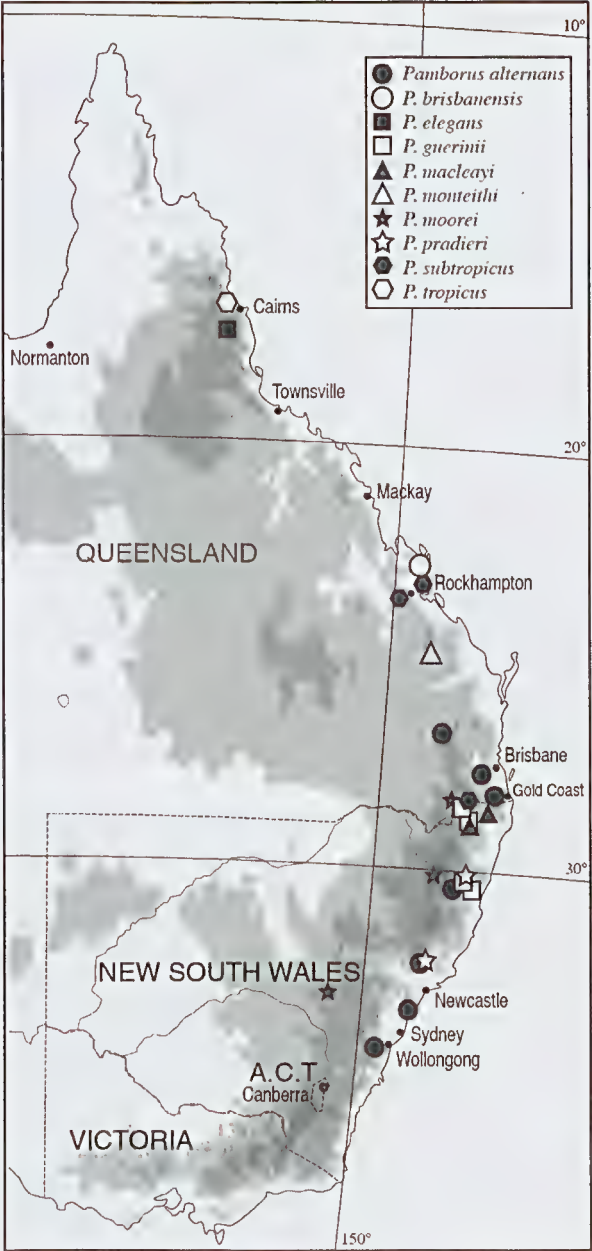 10°
Pamborus alternans
P. brisbanensis
P. elegans
P. guerinii
P. macleayi
P. monteithi
P. moorei
P. pradieri
P. subtropicus
P. tropicus
Cairns
Normanton
Townsville
20°
Mackay
QUEENSLAND
Rockhampton
Brisbane
Gold Coast
30°
NEW SOUTH WALES
Newcastle
Sydney
Wollongong
A.C.T.
Canberra
VICTORIA
150°